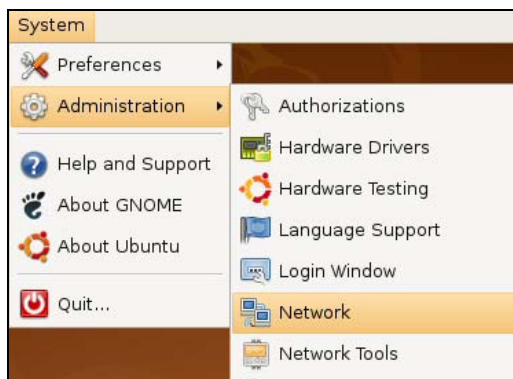 System
Preferences
Administration
Help and Support
About GNOME
About Ubuntu
Quit...
Authorizations
Hardware Drivers
Hardware Testing
Language Support
Login Window
Network
Network Tools